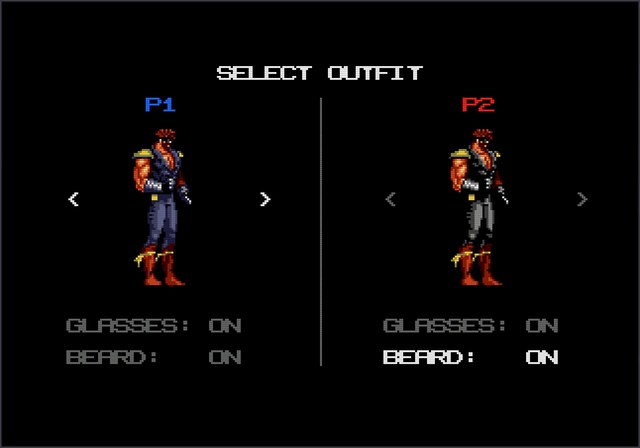 SELECT OUTFIT
P1 P2
< > < >
GLASSES: ON GLASSES: ON
BEARD: ON BEARD: ON